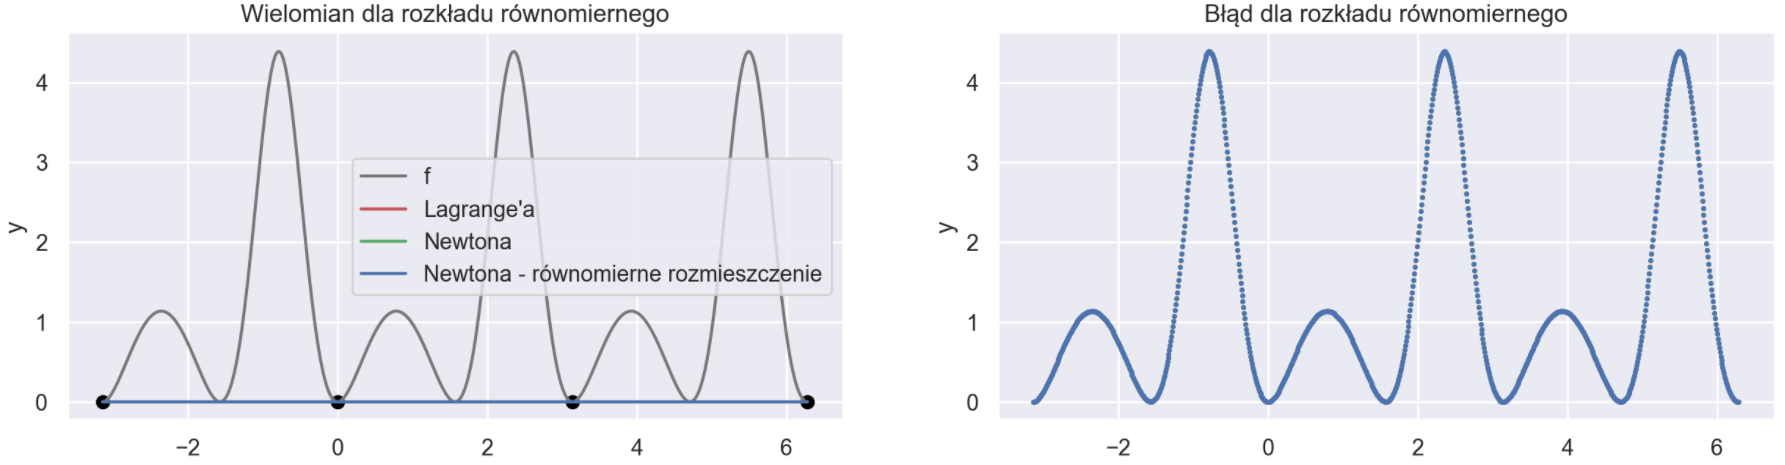 Wielomian dla rozkładu równomiernego
y
4
3
2
1
0
f
Lagrange'a
Newtona
Newtona - równomierne rozmieszczenie
−2 0 2 4 6
Błąd dla rozkładu równomiernego
y
4
3
2
1
0
−2 0 2 4 6